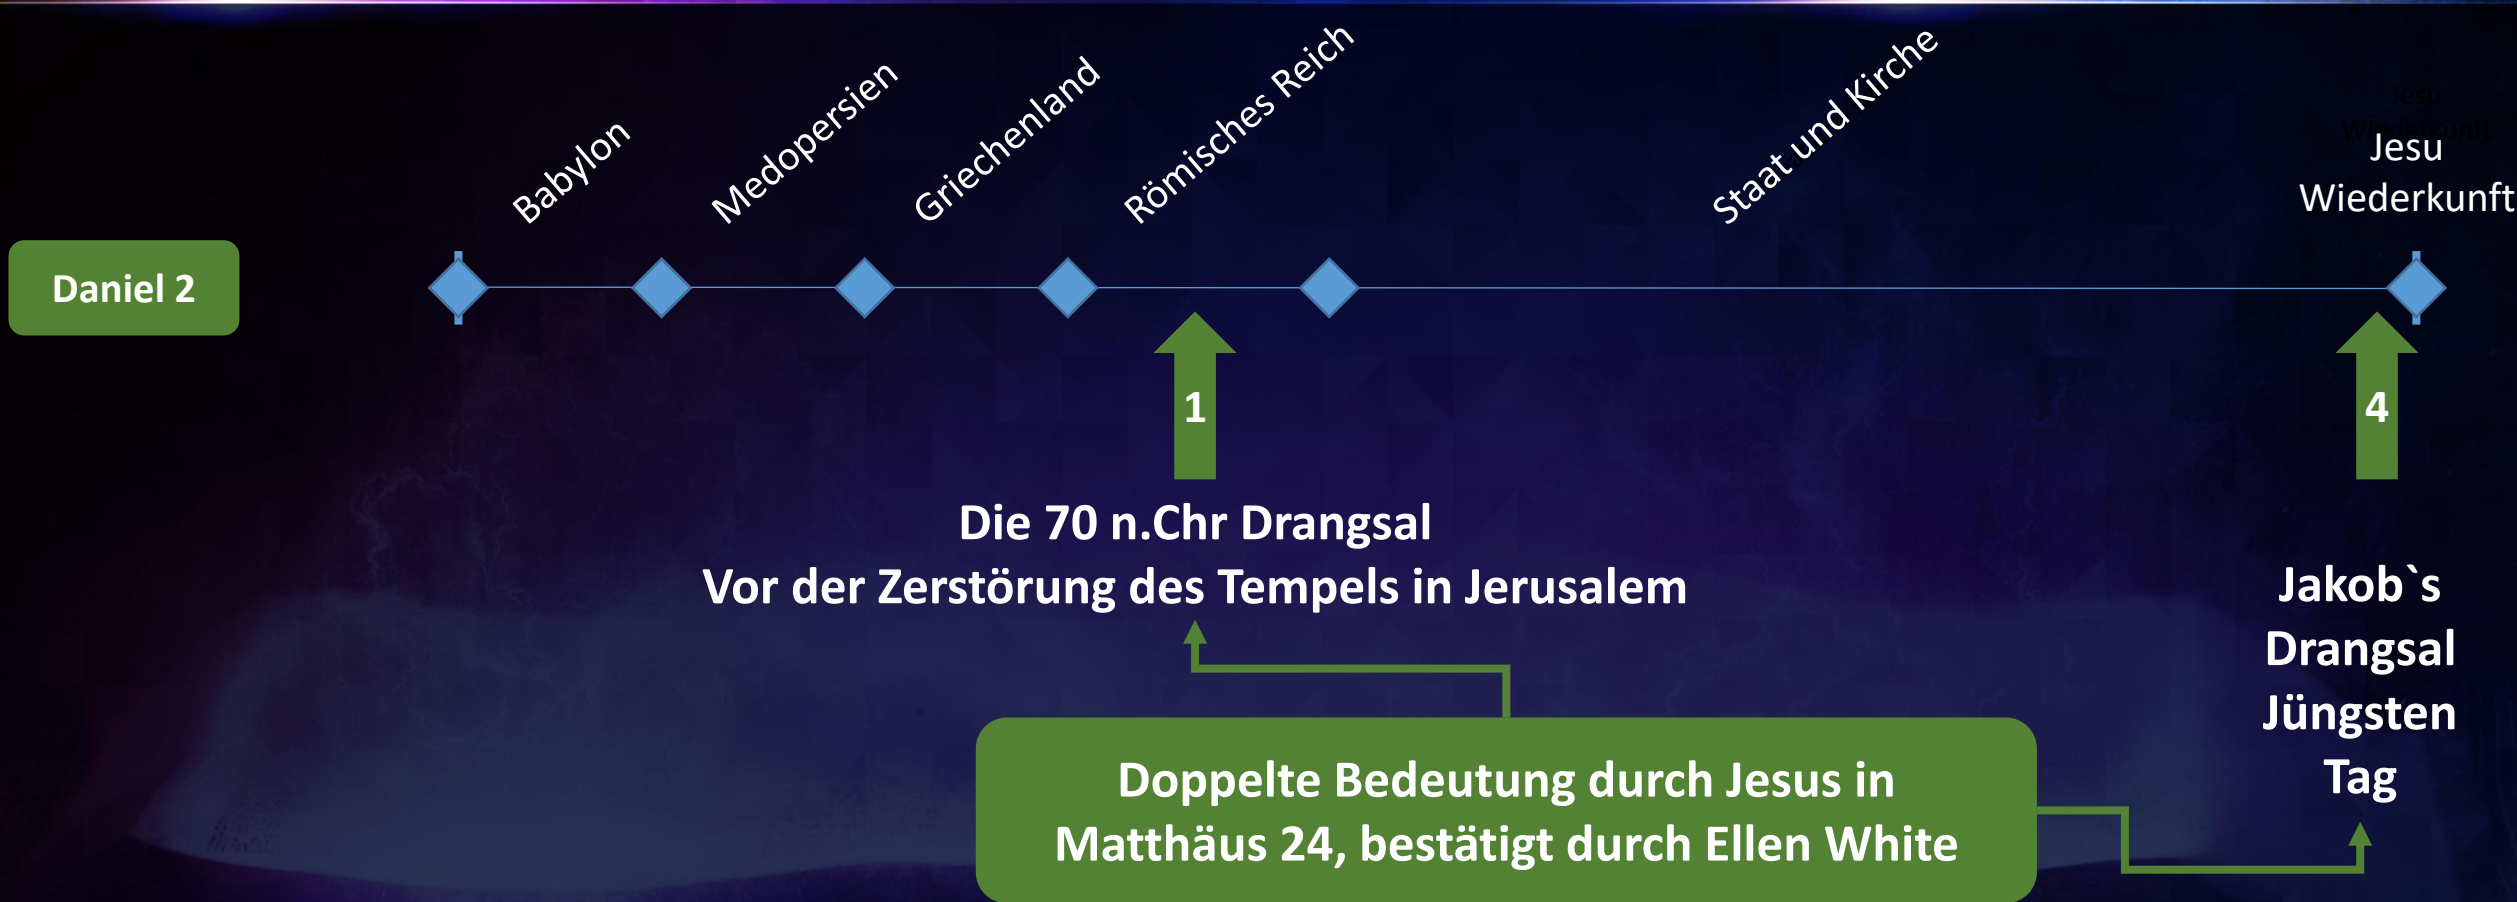 Babylon
Medopersien
Griechenland
Römisches Reich
Staat und Kirche
Jesu
Wiederkunft
Jesu
Wiederkunft
Daniel 2
1
4
Die 70 n.Chr Drangsal
Vor der Zerstörung des Tempels in Jerusalem
Jakob`s
Drangsal
Jüngsten
Tag
Doppelte Bedeutung durch Jesus in
Matthäus 24, bestätigt durch Ellen White